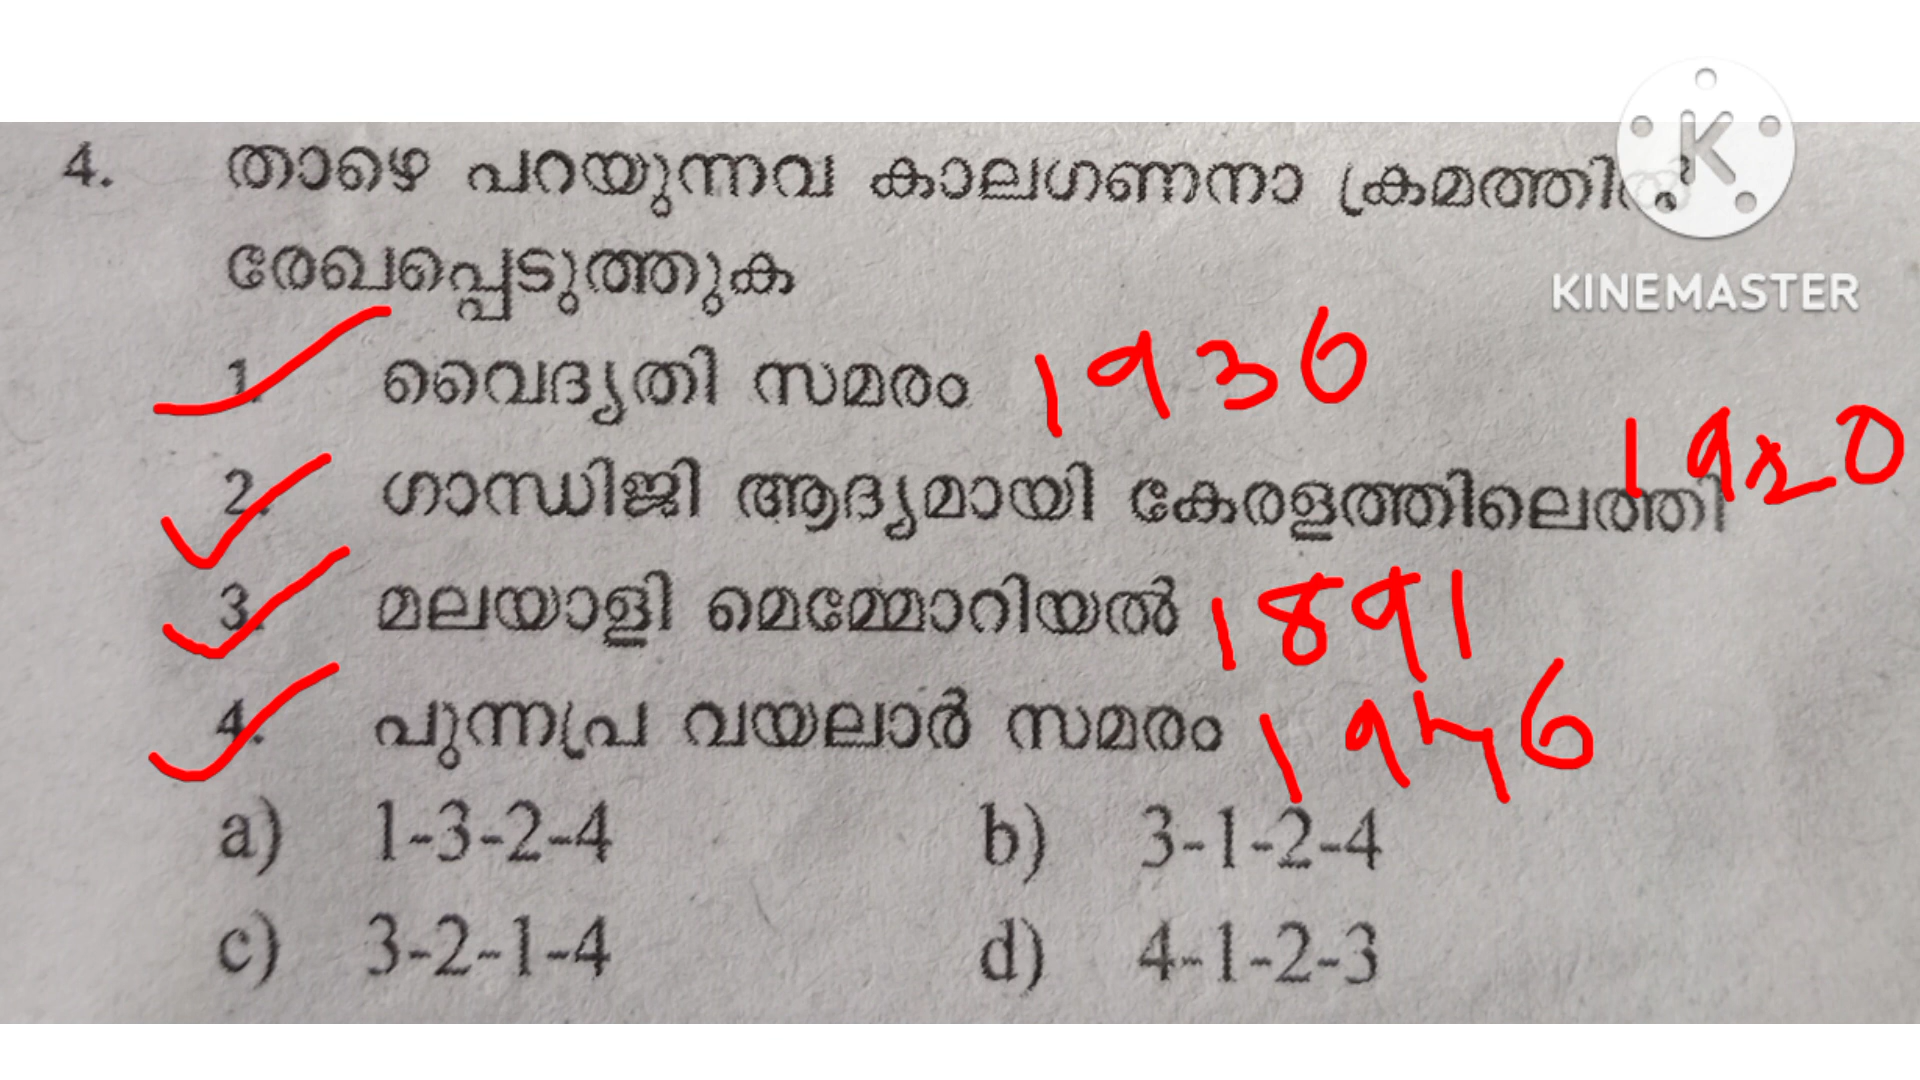 4. താഴെ പറയുന്നവ കാലഗണനാ ക്രമത്തിൽ
K
രേഖപ്പെടുത്തുക
KINEMASTER
1. വൈദ്യുതി സമരം 1936
2. ഗാന്ധിജി ആദ്യമായി കേരളത്തിലെത്തി 1920
3. മലയാളി മെമ്മോറിയൽ 1891
4. പുന്നപ്ര വയലാർ സമരം 1946
a) 1-3-2-4 b) 3-1-2-4
c) 3-2-1-4 d) 4-1-2-3